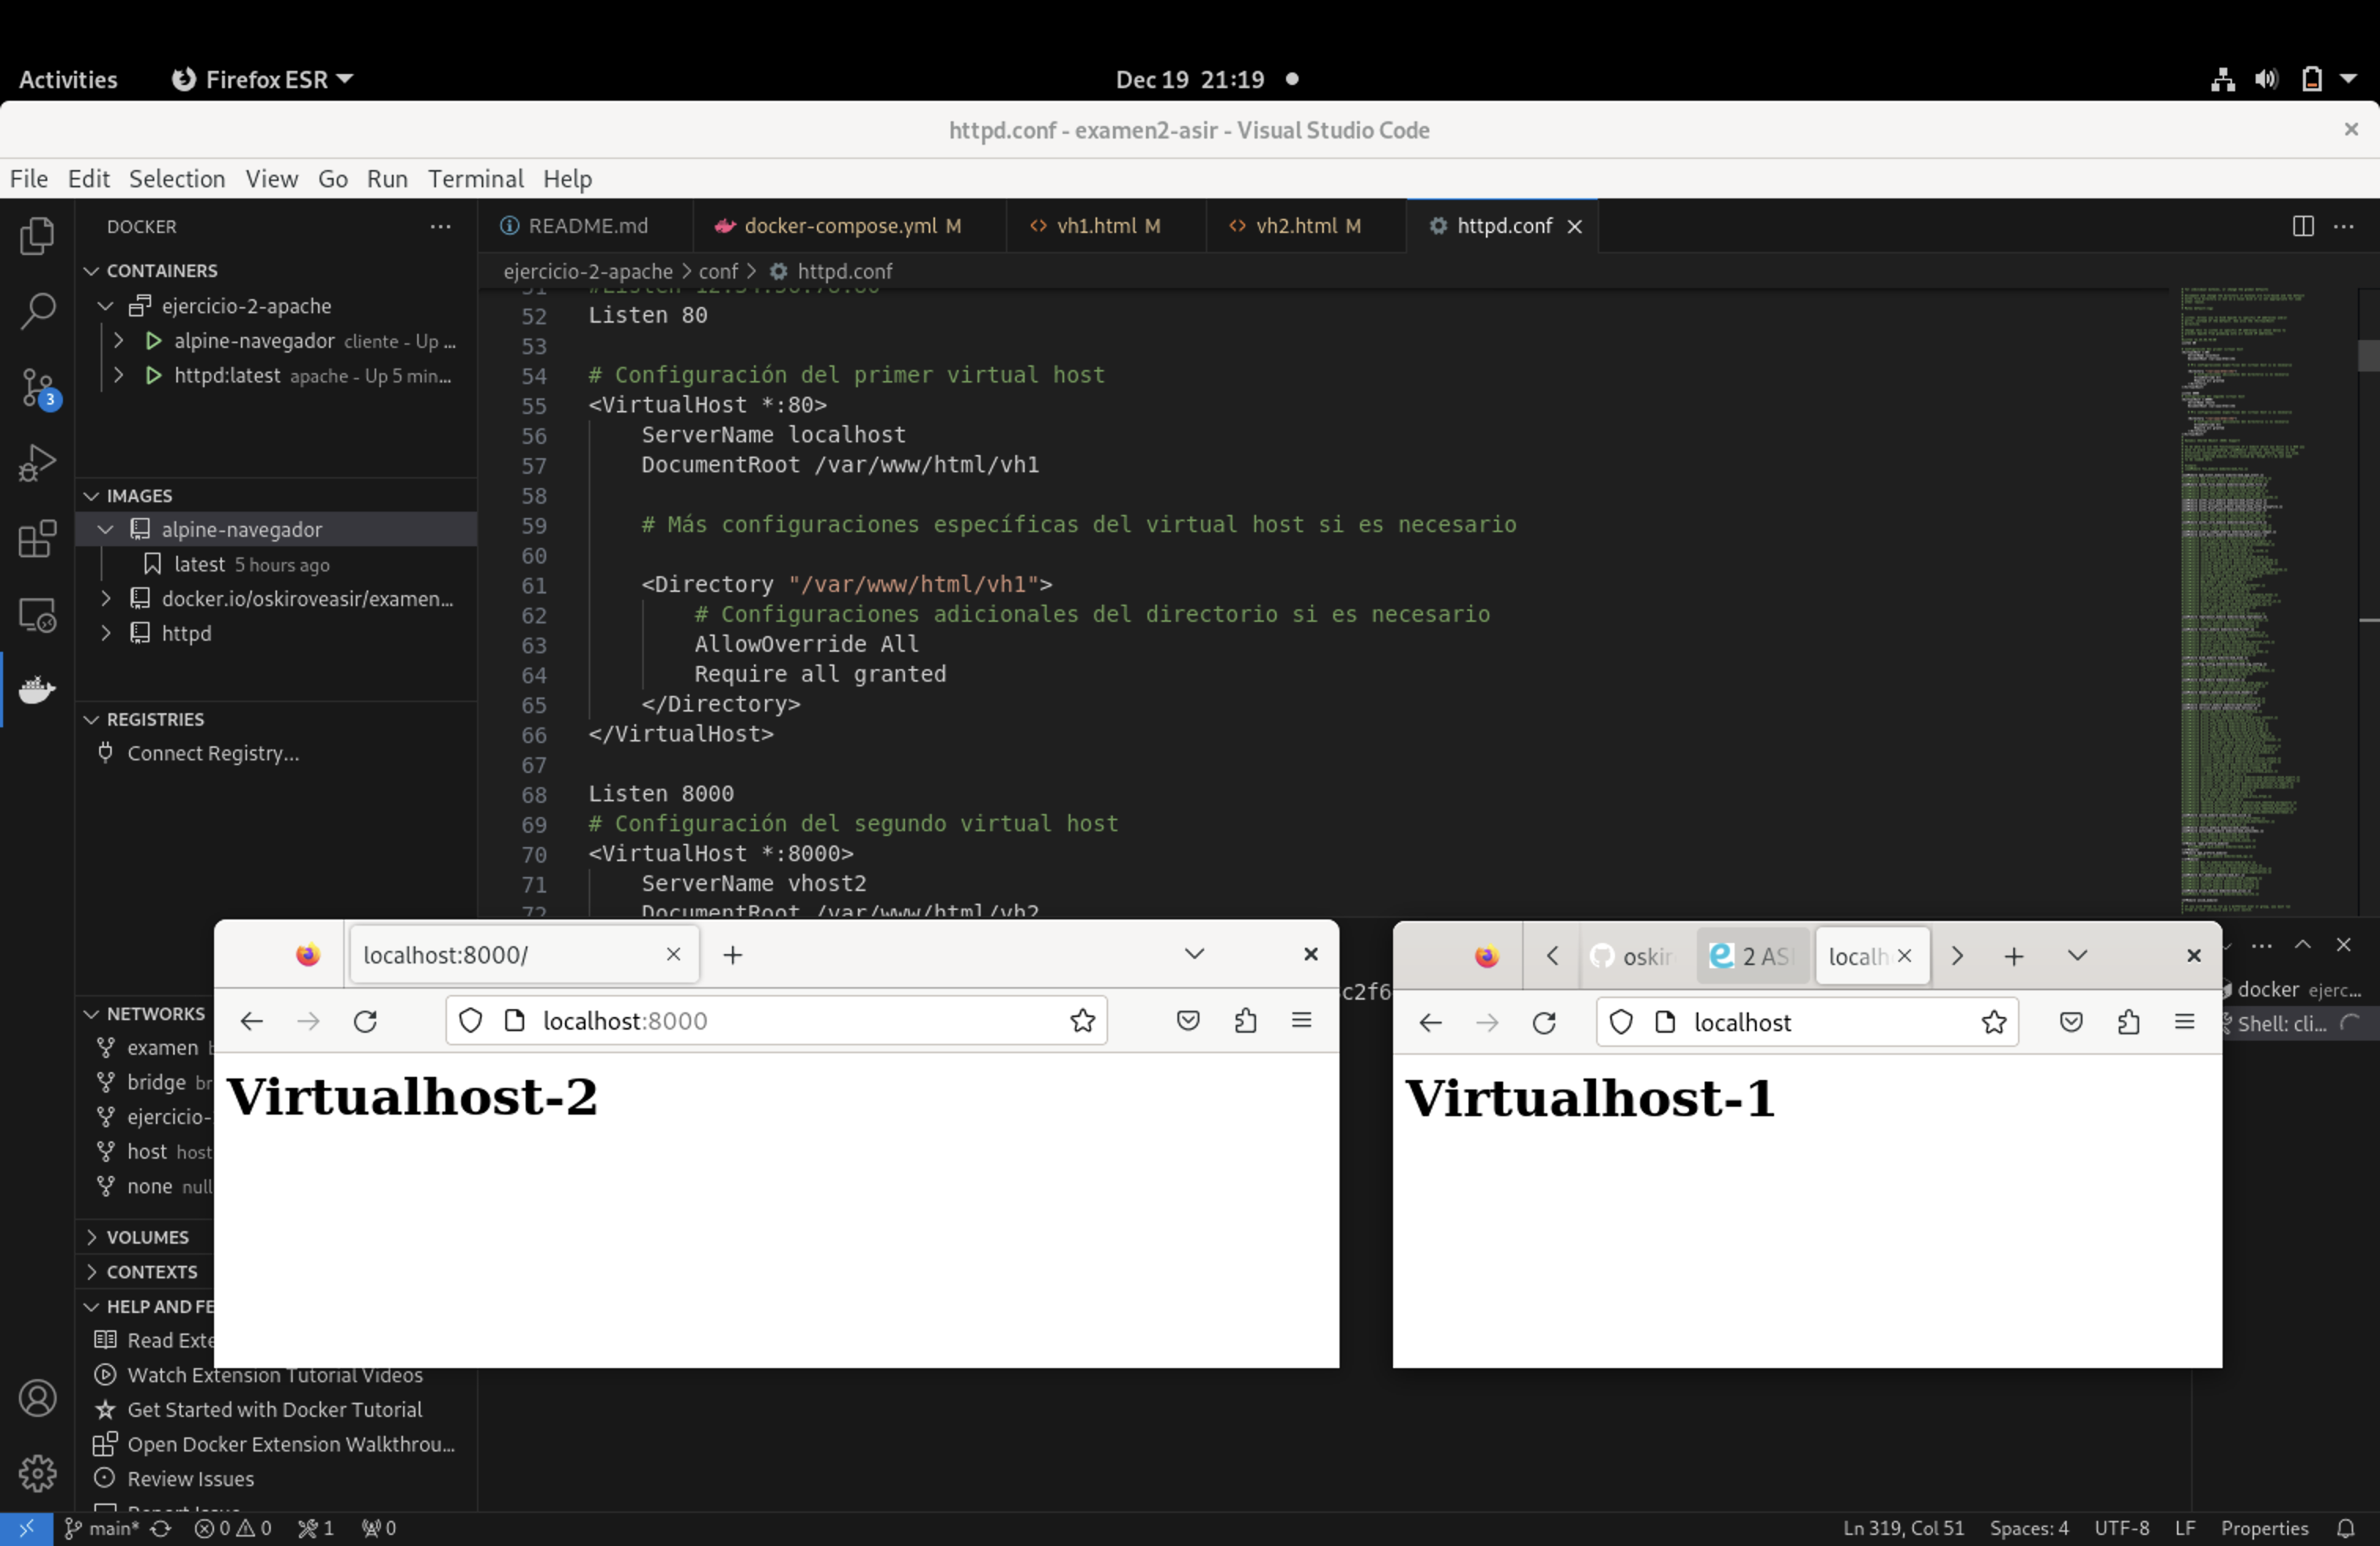 Activities Firefox ESR Dec 19 21:19
httpd.conf - examen2-asir - Visual Studio Code
File Edit Selection View Go Run Terminal Help
DOCKER
README.md docker-compose.yml M vh1.html M vh2.html M httpd.conf
ejercicio-2-apache > conf > httpd.conf
CONTAINERS
ejercicio-2-apache
alpine-navegador cliente - Up ...
httpd:latest apache - Up 5 min...
IMAGES
alpine-navegador
latest 5 hours ago
docker.io/oskiroveasir/examen...
httpd
REGISTRIES
Connect Registry...
NETWORKS
examen
bridge br
ejercicio-
host host
none null
VOLUMES
CONTEXTS
HELP AND FE
Read Exte
Watch Extension Tutorial Videos
Get Started with Docker Tutorial
Open Docker Extension Walkthrou...
Review Issues
52 Listen 80
53
54 # Configuración del primer virtual host
55 <VirtualHost *:80>
56 ServerName localhost
57 DocumentRoot /var/www/html/vh1
58
59 # Más configuraciones específicas del virtual host si es necesario
60
61 <Directory "/var/www/html/vh1">
62 # Configuraciones adicionales del directorio si es necesario
63 AllowOverride All
64 Require all granted
65 </Directory>
66 </VirtualHost>
67
68 Listen 8000
69 # Configuración del segundo virtual host
70 <VirtualHost *:8000>
71 ServerName vhost2
72 DocumentRoot /var/www/html/vh2
localhost:8000/
localhost:8000
Virtualhost-2
c2f6
oskir 2 AS localh
localhost
Virtualhost-1
docker ejerc...
Shell: cli...
3
main* 0 0 1 0
Ln 319, Col 51 Spaces: 4 UTF-8 LF Properties